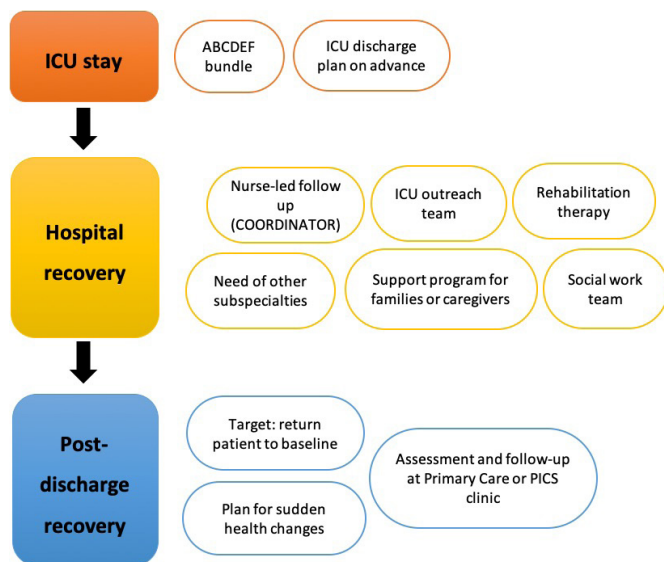 ICU stay
ABCDEF
bundle
ICU discharge
plan on advance
Hospital
recovery
Nurse-led follow
up
(COORDINATOR)
ICU outreach
team
Rehabilitation
therapy
Need of other
subspecialties
Support program for
families or caregivers
Social work
team
Post-
discharge
recovery
Target: return
patient to baseline
Plan for sudden
health changes
Assessment and follow-up
at Primary Care or PICS
clinic